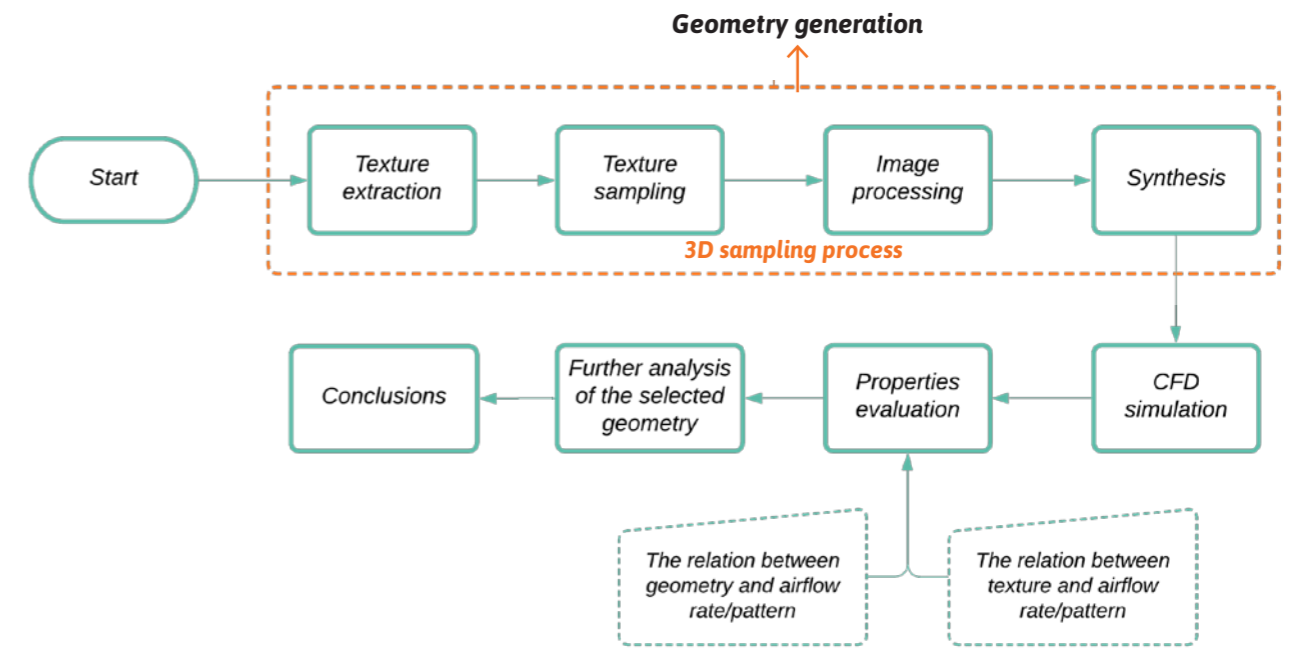 Geometry generation
Start
Texture
extraction
Texture
sampling
Image
processing
Synthesis
3D sampling process
Conclusions
Further analysis
of the selected
geometry
Properties
evaluation
CFD
simulation
The relation between
geometry and airflow
rate/pattern
The relation between
texture and airflow
rate/pattern